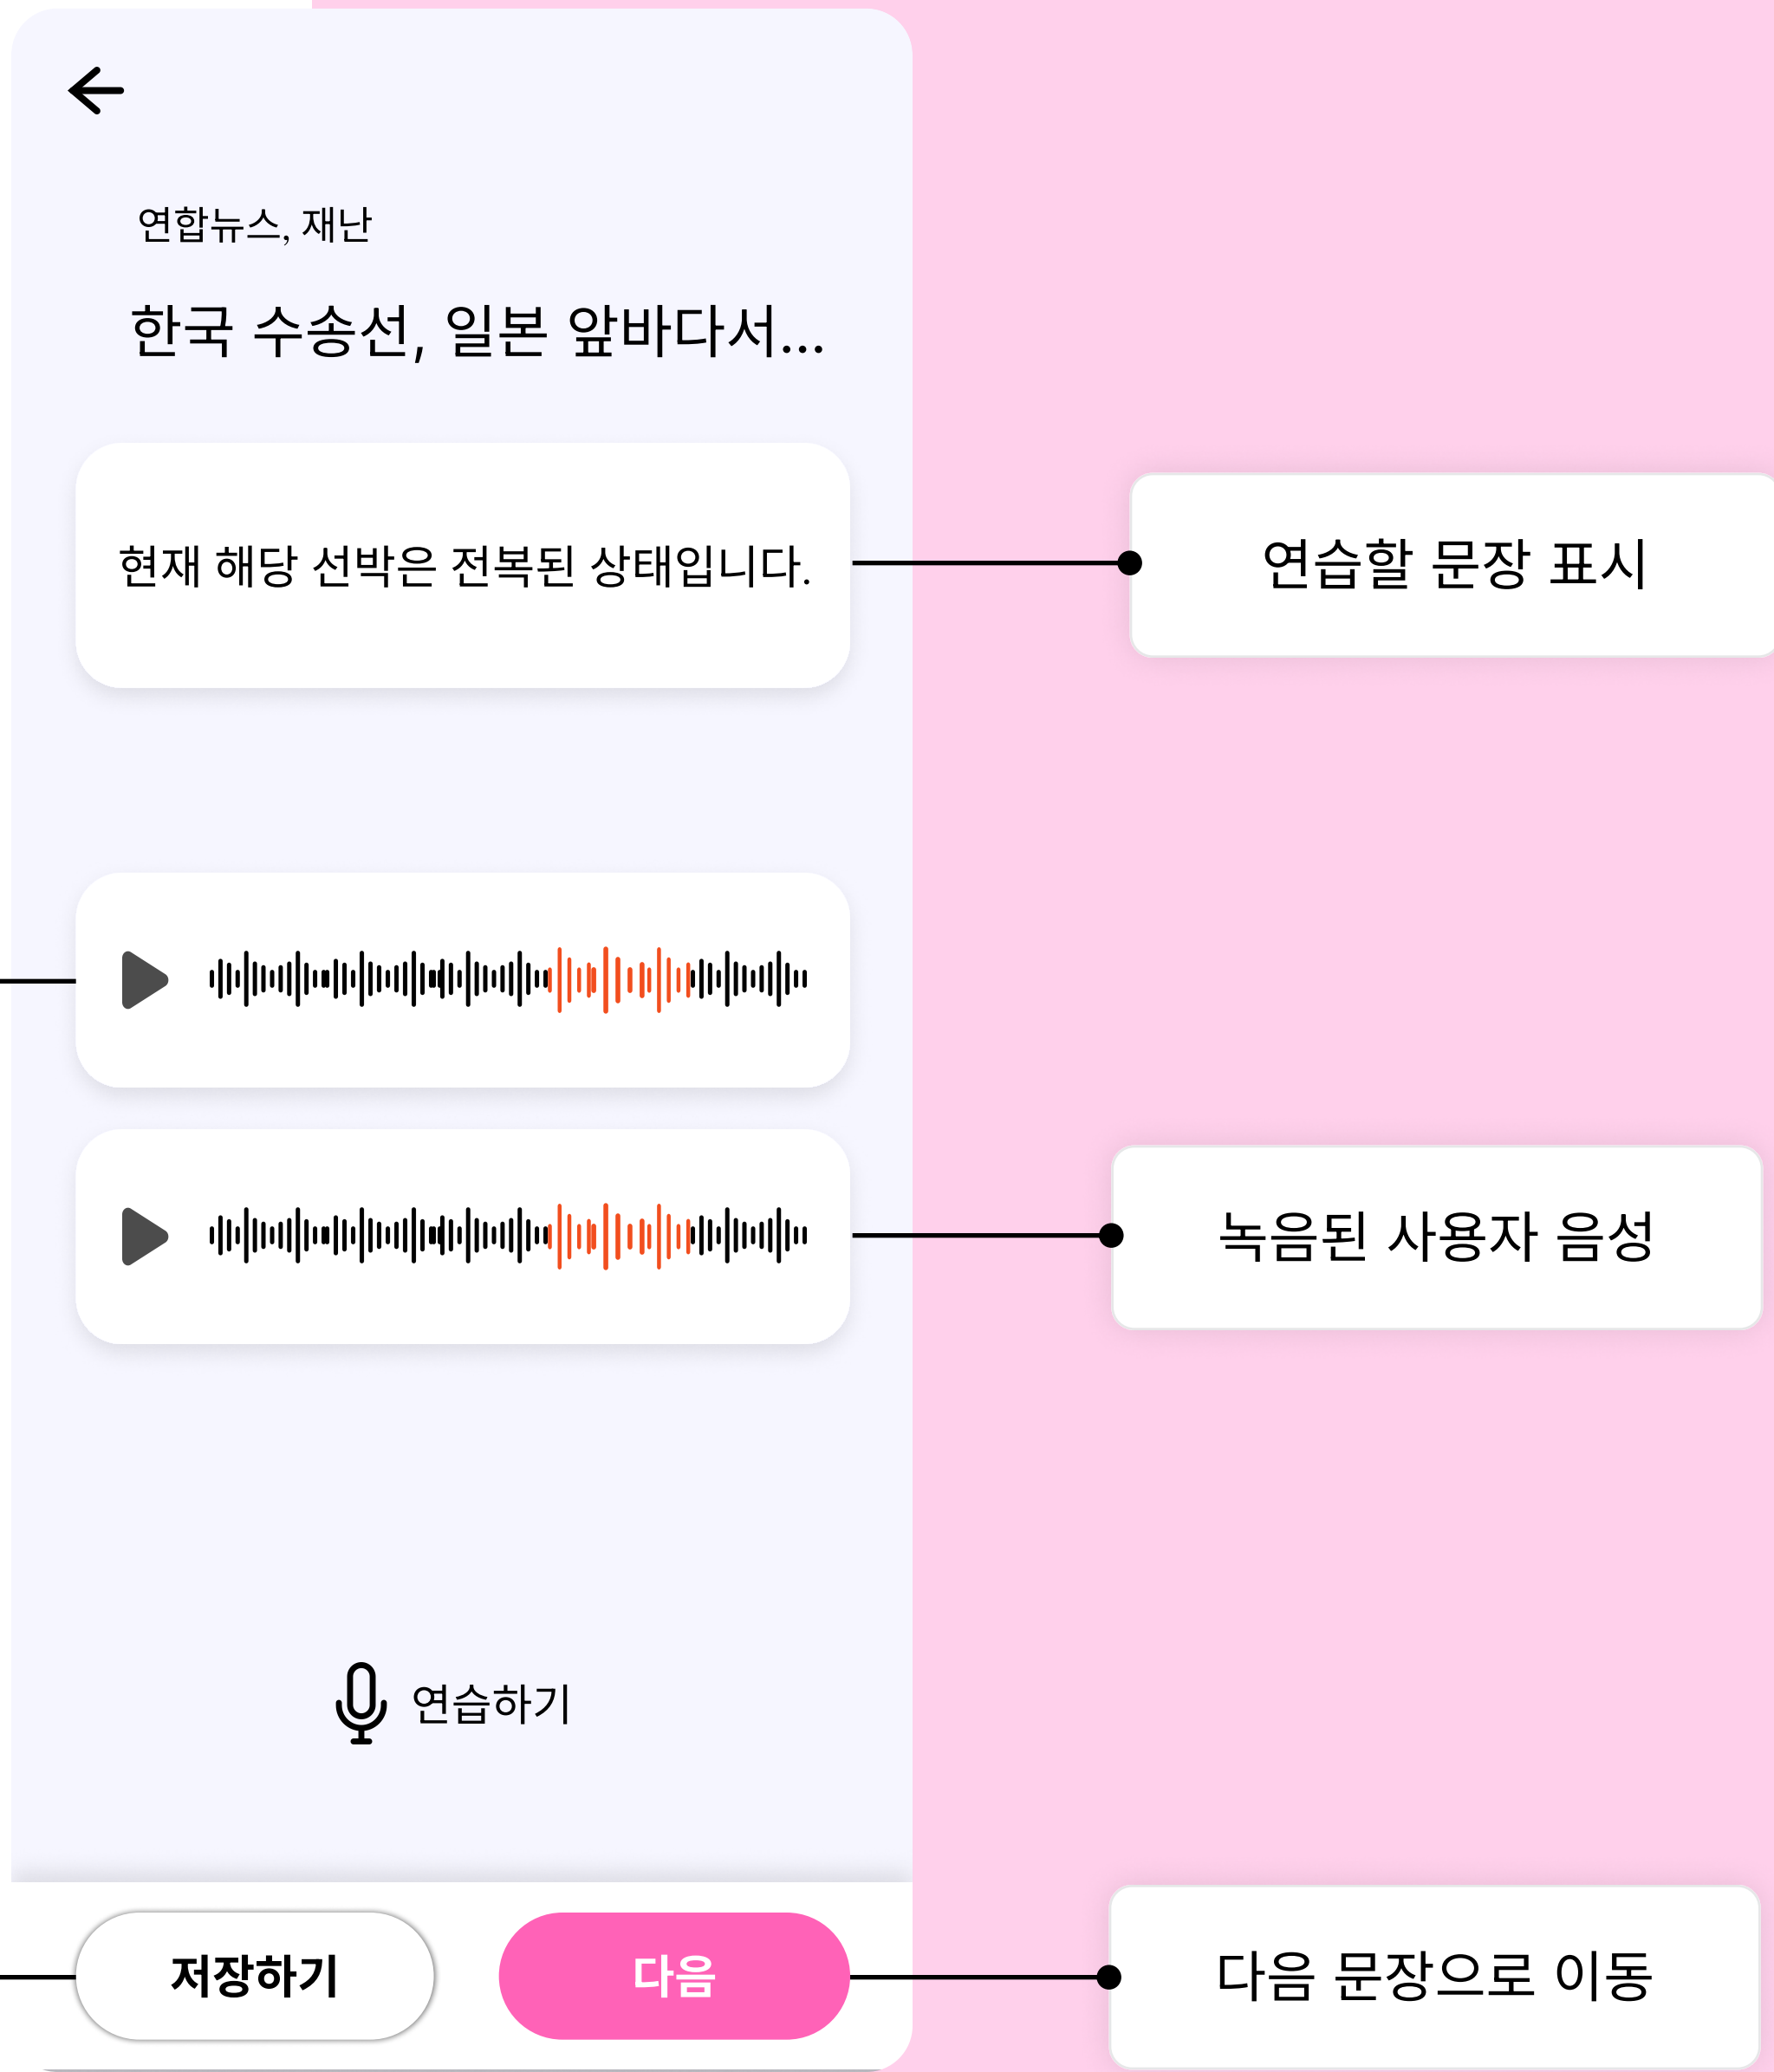 연합뉴스, 재난
한국 수송선, 일본 앞바다서...
현재 해당 선박은 전복된 상태입니다.
연습할 문장 표시
녹음된 사용자 음성
연습하기
저장하기
다음
다음 문장으로 이동